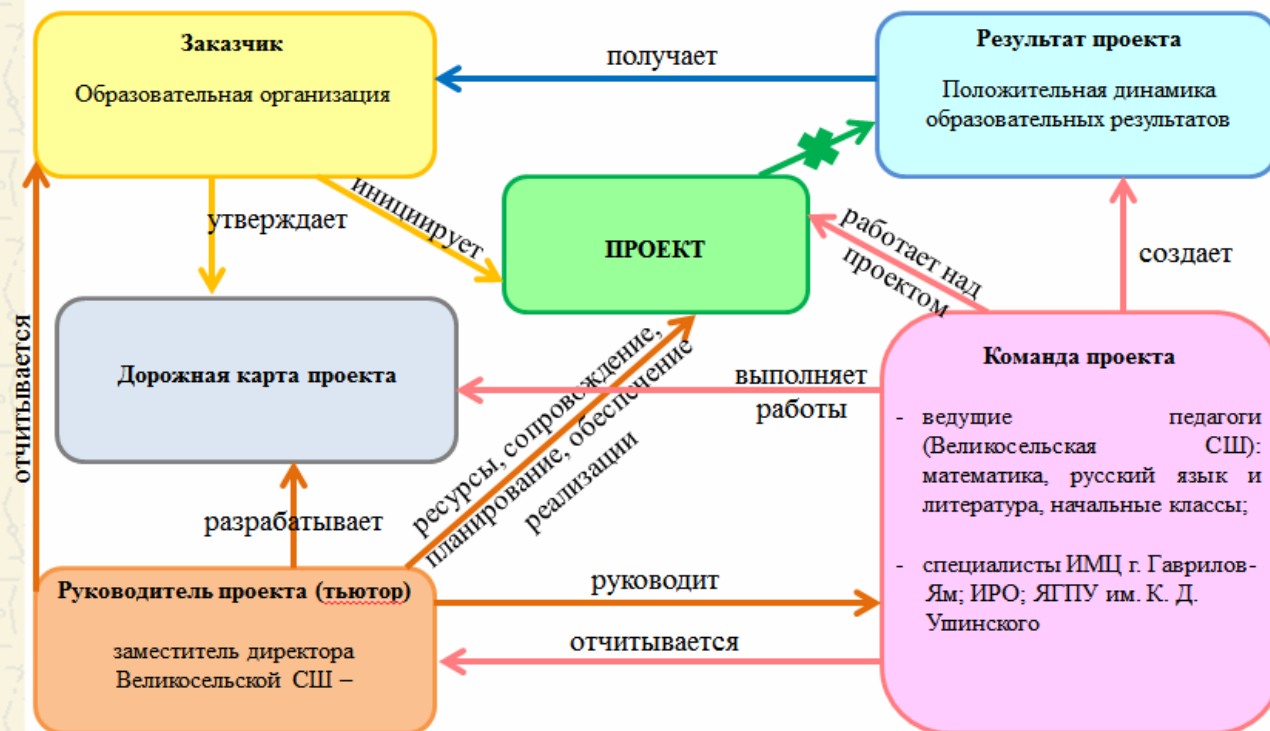 Заказчик
Образовательная организация
получает
Результат проекта
Положительная динамика
образовательных результатов
утверждает
инициирует
ПРОЕКТ
работает над
проектом
создает
отчитывается
Дорожная карта проекта
ресурсы, сопровождение,
планирование, обеспечение
реализации
выполняет
работы
Команда проекта
- ведущие педагоги
(Великосельская СШ):
математика, русский язык и
литература, начальные классы;
- специалисты ИМЦ г. Гаврилов-
Ям; ИРО; ЯГПУ им. К. Д.
Ушинского
разрабатывает
Руководитель проекта (тьютор)
заместитель директора
Великосельской СШ –
руководит
отчитывается